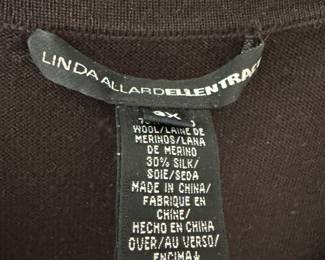 LINDA ALLARD ELLEN TRACY
WOOL/LAINE DE
MERINOS/LANA
DE MERINO
30% SILK/
SOIE/SEDA
MADE IN CHINA/
FABRIQUE EN
CHINE/
HECHO EN CHINA
OVER/AU VERSO/
ENCIMA↓